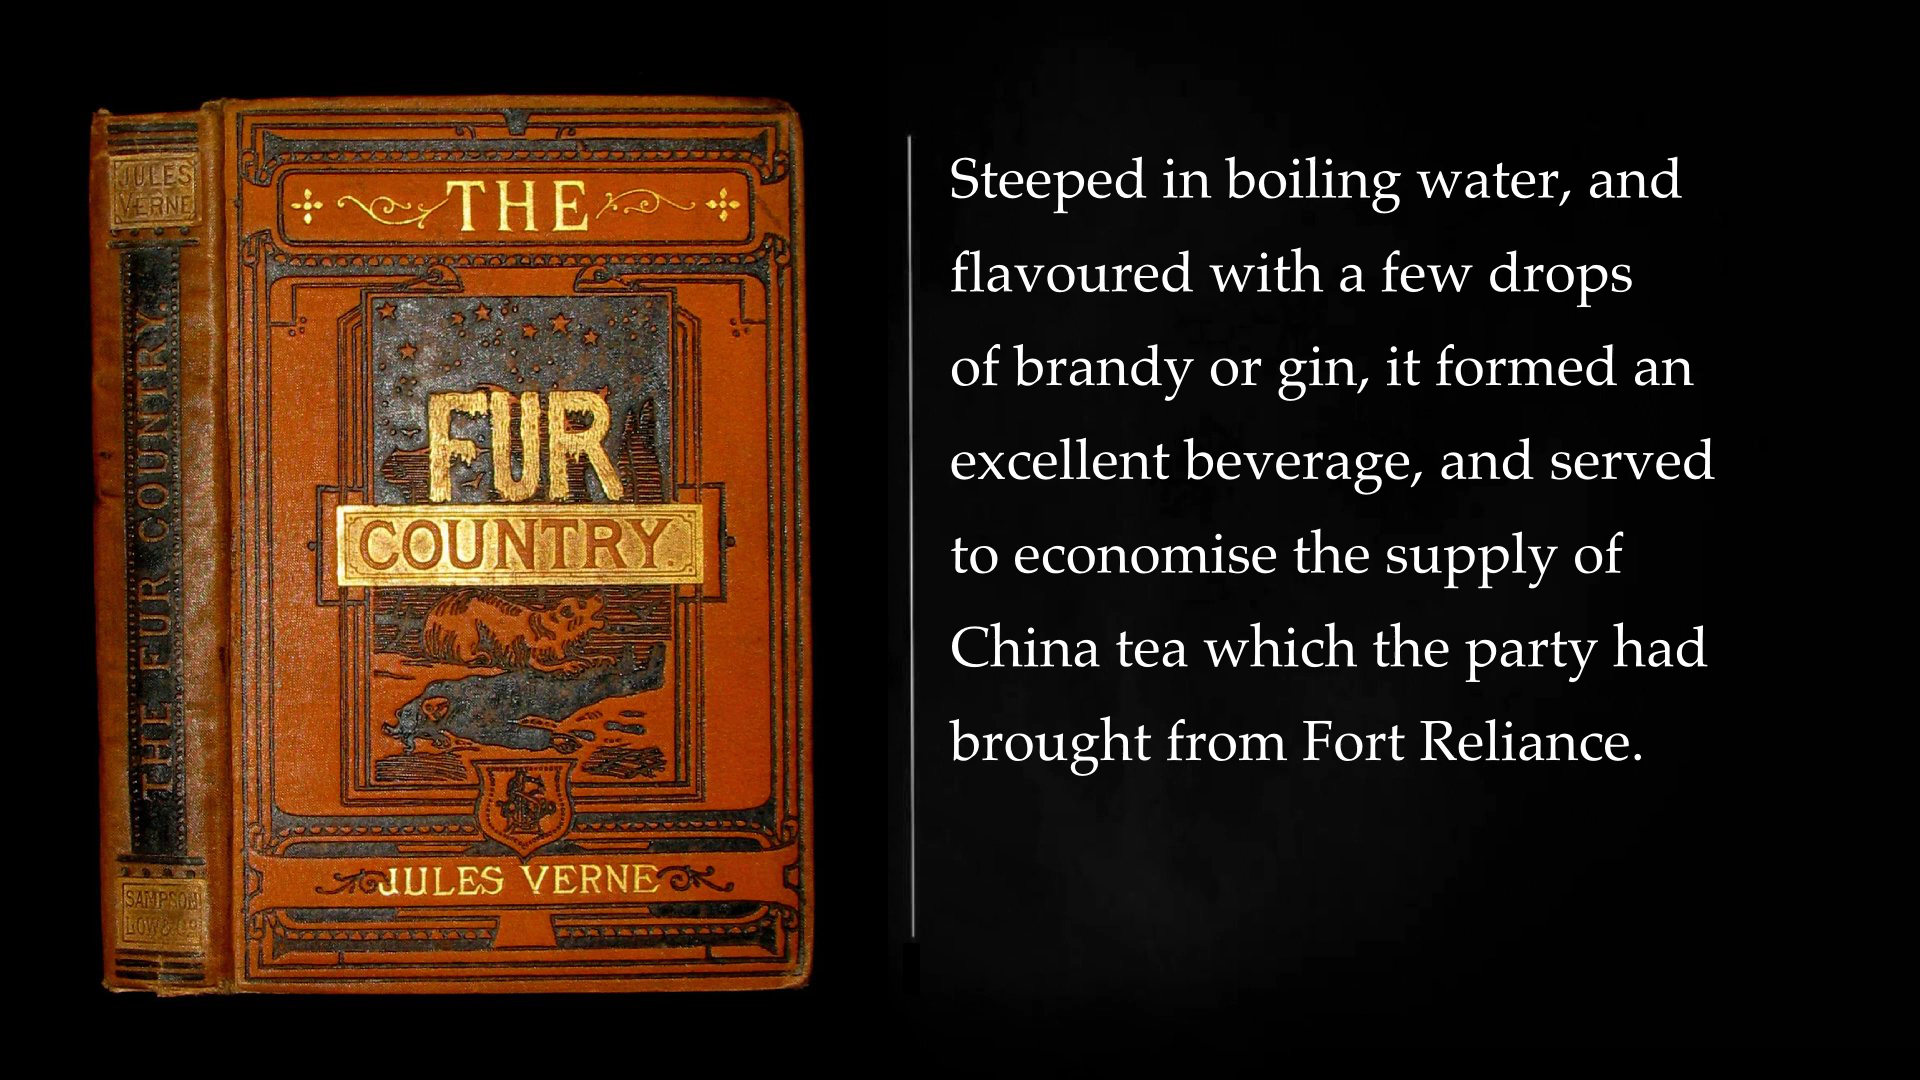 JULES
VERNE
THE FUR COUNTRY.
SAMPSON
LOW & Co
THE
FUR
COUNTRY.
JULES VERNE
Steeped in boiling water, and
flavoured with a few drops
of brandy or gin, it formed an
excellent beverage, and served
to economise the supply of
China tea which the party had
brought from Fort Reliance.